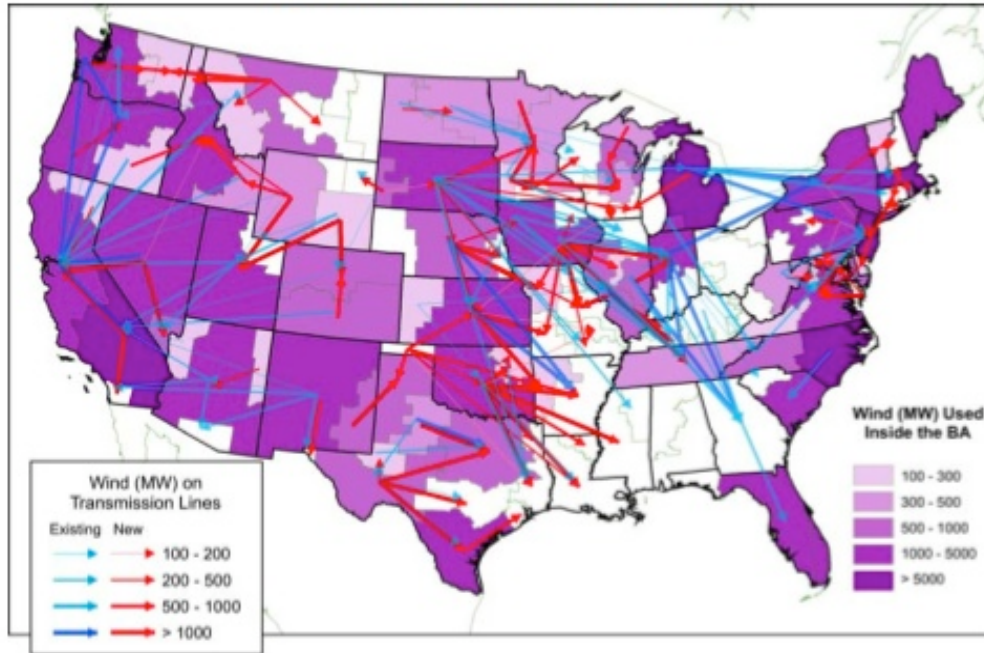 Wind (MW) Used
Inside the BA
100 - 300
300 - 500
500 - 1000
1000 - 5000
> 5000
Wind (MW) on
Transmission Lines
Existing New
100 - 200
200 - 500
500 - 1000
> 1000